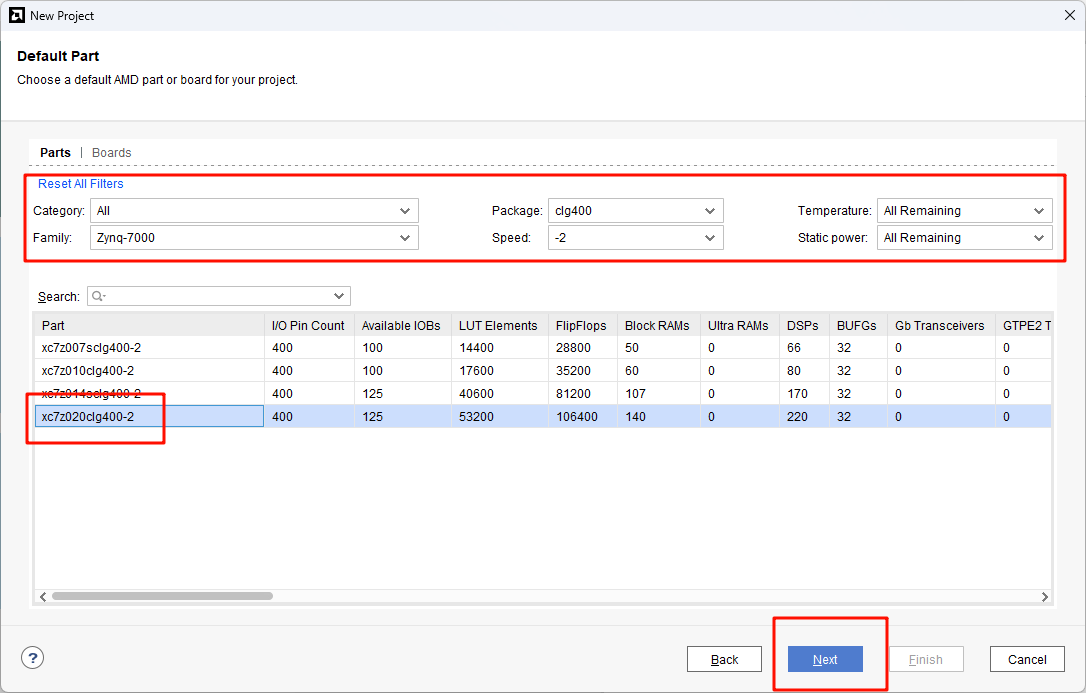 New Project
Default Part
Choose a default AMD part or board for your project.
Parts | Boards
Reset All Filters
Category: All Package: clg400 Temperature: All Remaining
Family: Zynq-7000 Speed: -2 Static power: All Remaining
Search: Q-
Part I/O Pin Count Available IOBs LUT Elements FlipFlops Block RAMs Ultra RAMs DSPs BUFGs Gb Transceivers GTPE2 T
xc7z007sclg400-2 400 100 14400 28800 50 0 66 32 0 0
xc7z010clg400-2 400 100 17600 35200 60 0 80 32 0 0
xc7z014sclg400-2 400 125 40600 81200 107 0 170 32 0 0
xc7z020clg400-2 400 125 53200 106400 140 0 220 32 0 0
? Back Next Finish Cancel